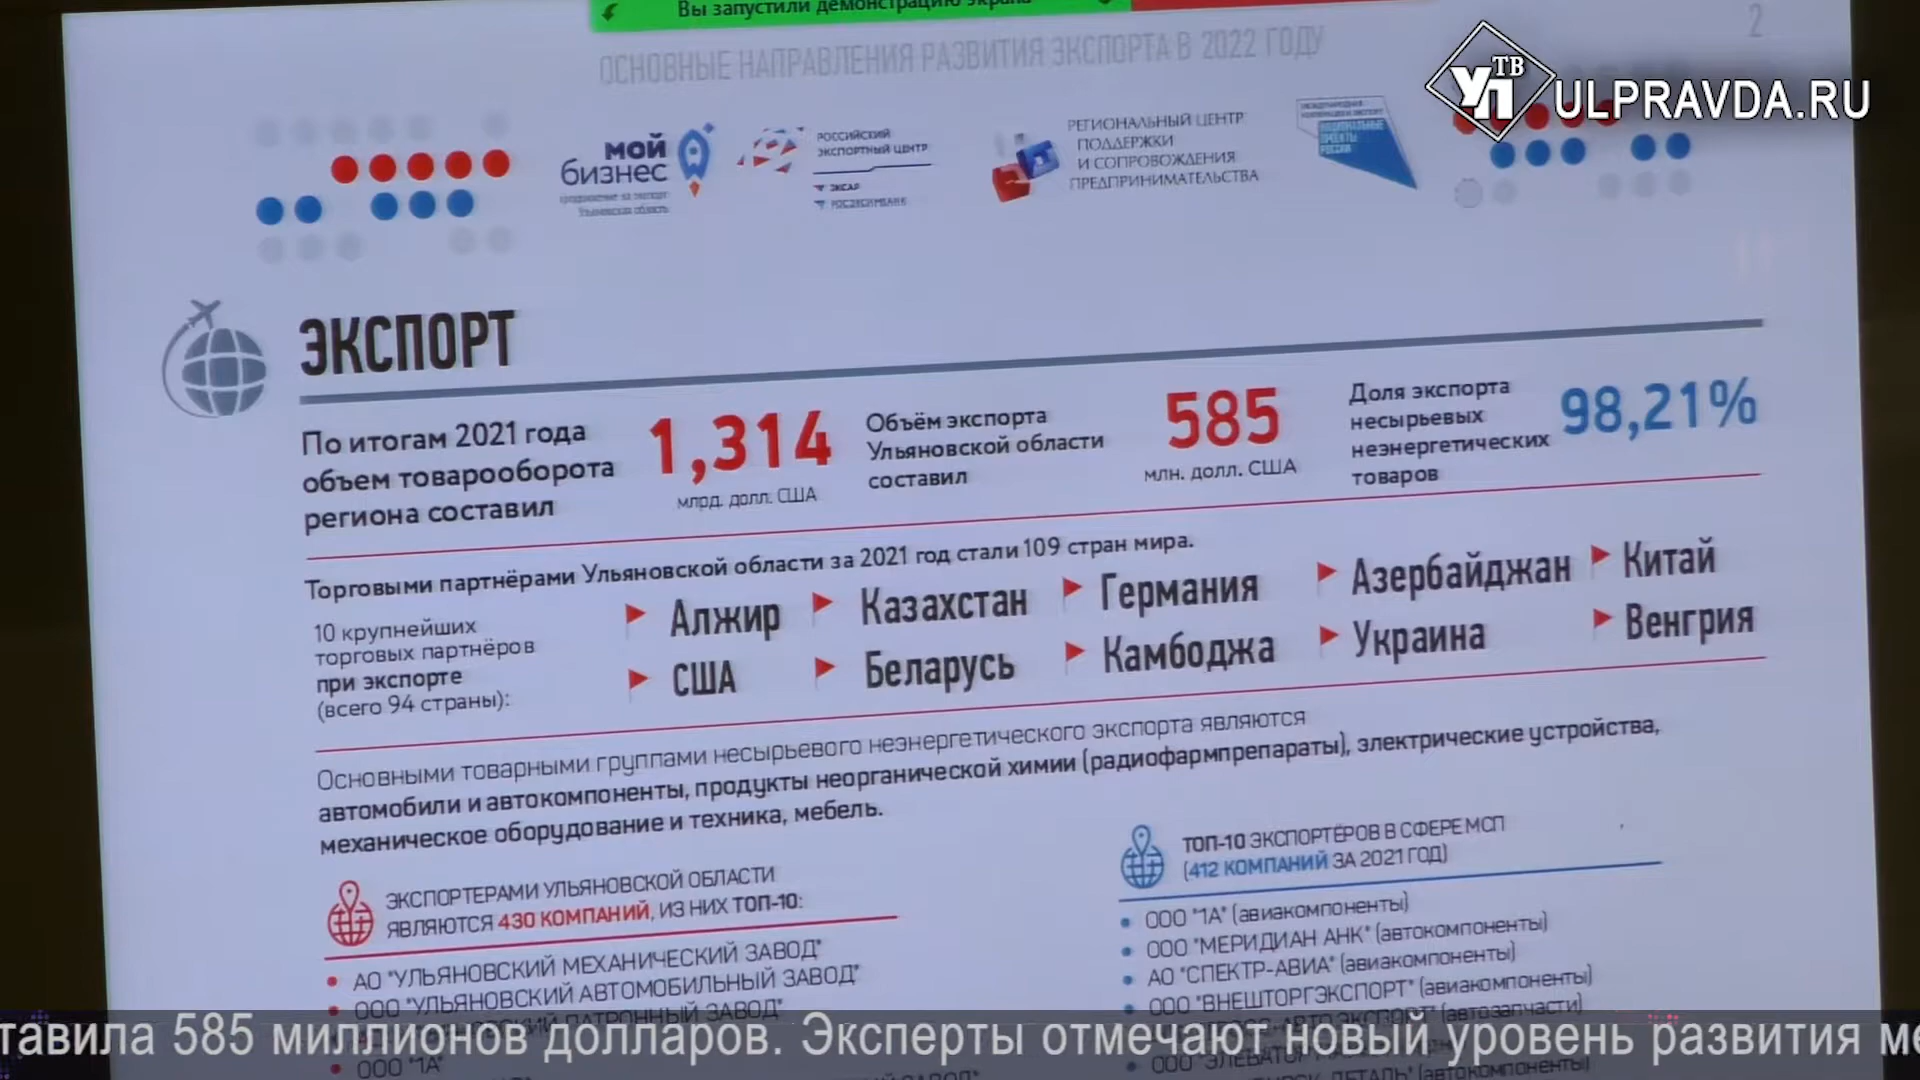 Вы запустили демонстрацию экрана
ОСНОВНЫЕ НАПРАВЛЕНИЯ РАЗВИТИЯ ЭКСПОРТА В 2022 ГОДУ
2
УП ТВ
ULPRAVDA.RU
мой
бизнес
Ульяновская область
РОССИЙСКИЙ
ЭКСПОРТНЫЙ ЦЕНТР
ЭКСАР
РОСЭКСИМБАНК
РЕГИОНАЛЬНЫЙ ЦЕНТР
ПОДДЕРЖКИ
И СОПРОВОЖДЕНИЯ
ПРЕДПРИНИМАТЕЛЬСТВА
НАЦИОНАЛЬНЫЕ
ПРОЕКТЫ
РОССИИ
ЭКСПОРТ
По итогам 2021 года
объем товарооборота
региона составил
1,314
млрд. долл. США
Объём экспорта
Ульяновской области
составил
585
млн. долл. США
Доля экспорта
несырьевых
неэнергетических
товаров
98,21%
Торговыми партнёрами Ульяновской области за 2021 год стали 109 стран мира.
10 крупнейших
торговых партнёров
при экспорте
(всего 94 страны):
Алжир Казахстан Германия Азербайджан Китай
США Беларусь Камбоджа Украина Венгрия
Основными товарными группами несырьевого неэнергетического экспорта являются
автомобили и автокомпоненты, продукты неорганической химии (радиофармпрепараты), электрические устройства,
механическое оборудование и техника, мебель.
ЭКСПОРТЕРАМИ УЛЬЯНОВСКОЙ ОБЛАСТИ
ЯВЛЯЮТСЯ 430 КОМПАНИЙ, ИЗ НИХ ТОП-10:
АО "УЛЬЯНОВСКИЙ МЕХАНИЧЕСКИЙ ЗАВОД"
ООО "УЛЬЯНОВСКИЙ АВТОМОБИЛЬНЫЙ ЗАВОД"
ПАТРОННЫЙ ЗАВОД"
ООО "1А"
ТОП-10 ЭКСПОРТЁРОВ В СФЕРЕ МСП
(412 КОМПАНИЙ ЗА 2021 ГОД)
ООО "1А" (авиакомпоненты)
ООО "МЕРИДИАН АНК" (автокомпоненты)
АО "СПЕКТР-АВИА" (авиакомпоненты)
ООО "ВНЕШТОРГЭКСПОРТ" (авиакомпоненты)
(автозапчасти)
тавила 585 миллионов долларов. Эксперты отмечают новый уровень развития ме